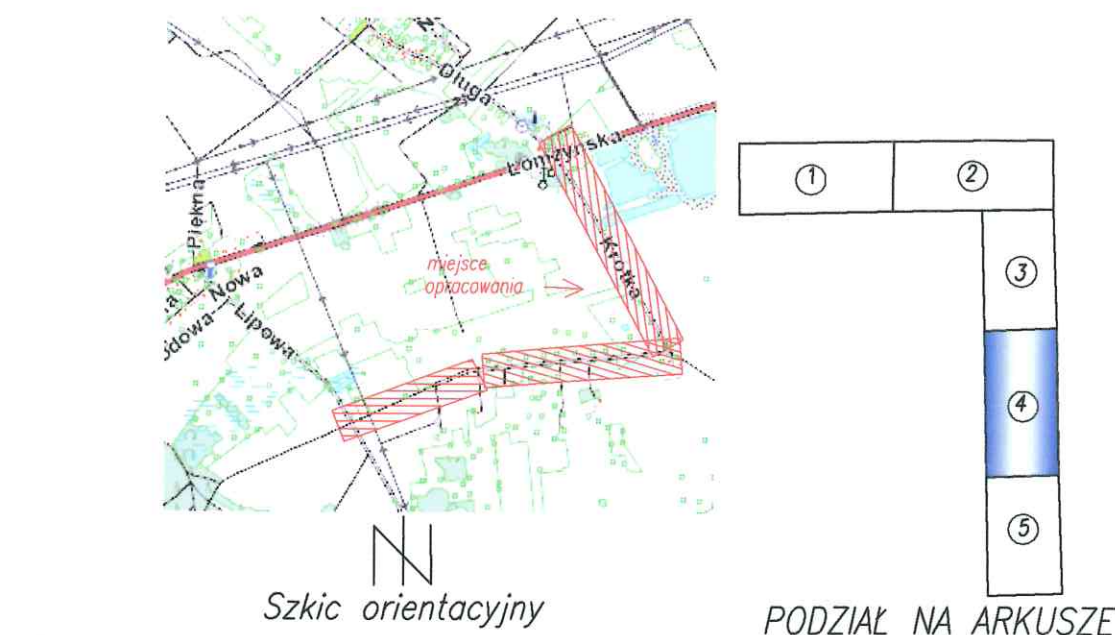 Długa
Łomżyńska
Piękna
Krótka
Nowa
Lipowa
miejsce
opracowania
N
Szkic orientacyjny
1
2
3
4
5
PODZIAŁ NA ARKUSZE